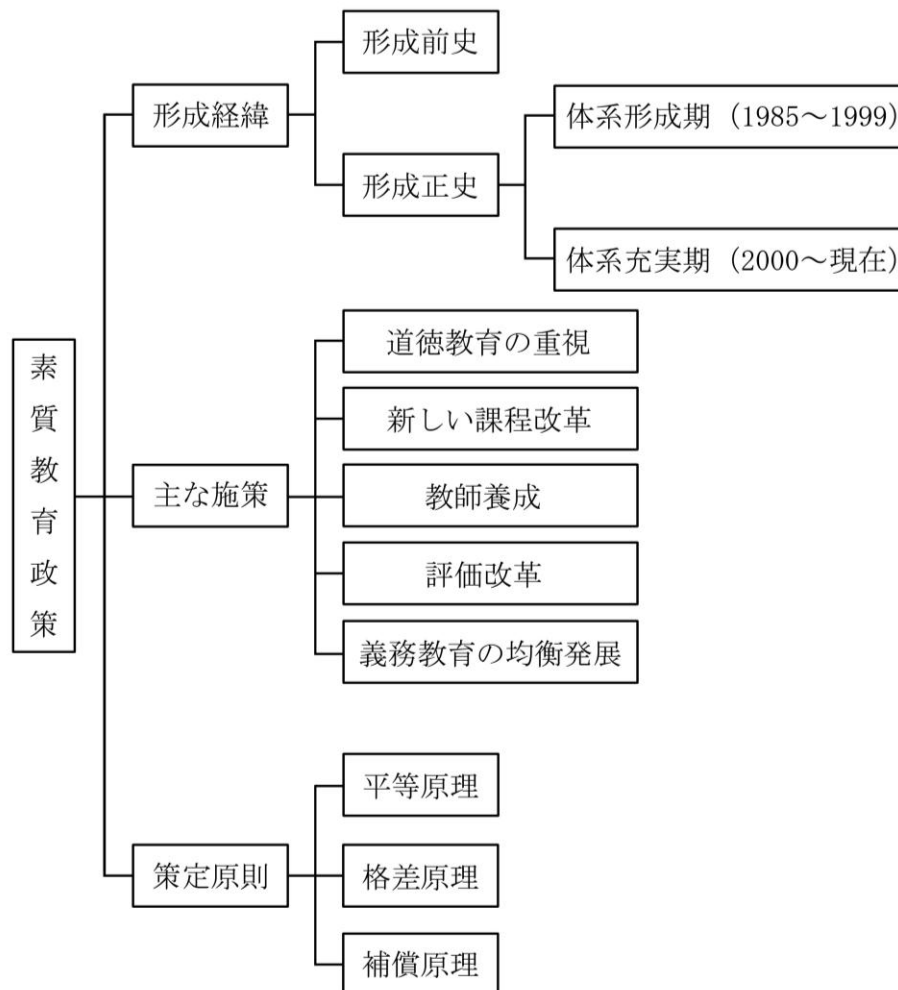 素質教育政策
形成経緯
形成前史
形成正史
体系形成期（1985～1999）
体系充実期（2000～現在）
主な施策
道徳教育の重視
新しい課程改革
教師養成
評価改革
義務教育の均衡発展
策定原則
平等原理
格差原理
補償原理